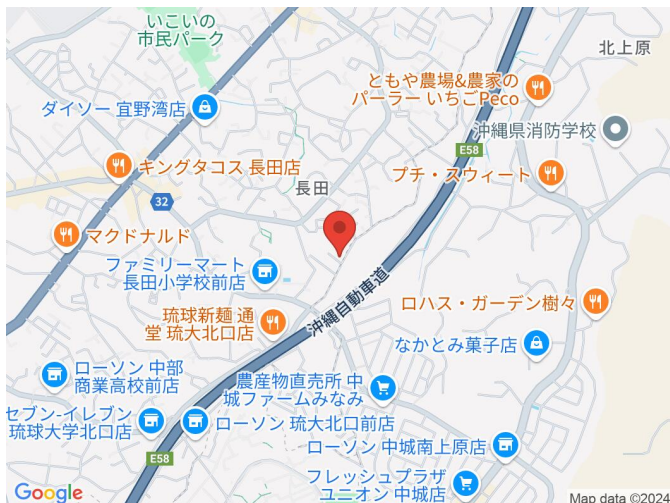 いこいの
市民パーク
北上原
ともや農場&農家の
パーラー いちごPeco
ダイソー 宜野湾店
沖縄県消防学校
E58
キングタコス 長田店
プチ・スウィート
長田
32
マクドナルド
ファミリーマート
長田小学校前店
沖縄自動車道
ロハス・ガーデン樹々
琉球新麺 通
堂 琉大北口店
なかとみ菓子店
ローソン 中部
商業高校前店
農産物直売所 中
城ファームみなみ
セブン-イレブン
琉球大学北口店
ローソン 琉大北口前店
ローソン 中城南上原店
E58
フレッシュプラザ
ユニオン 中城店
Google
Map data ©2024